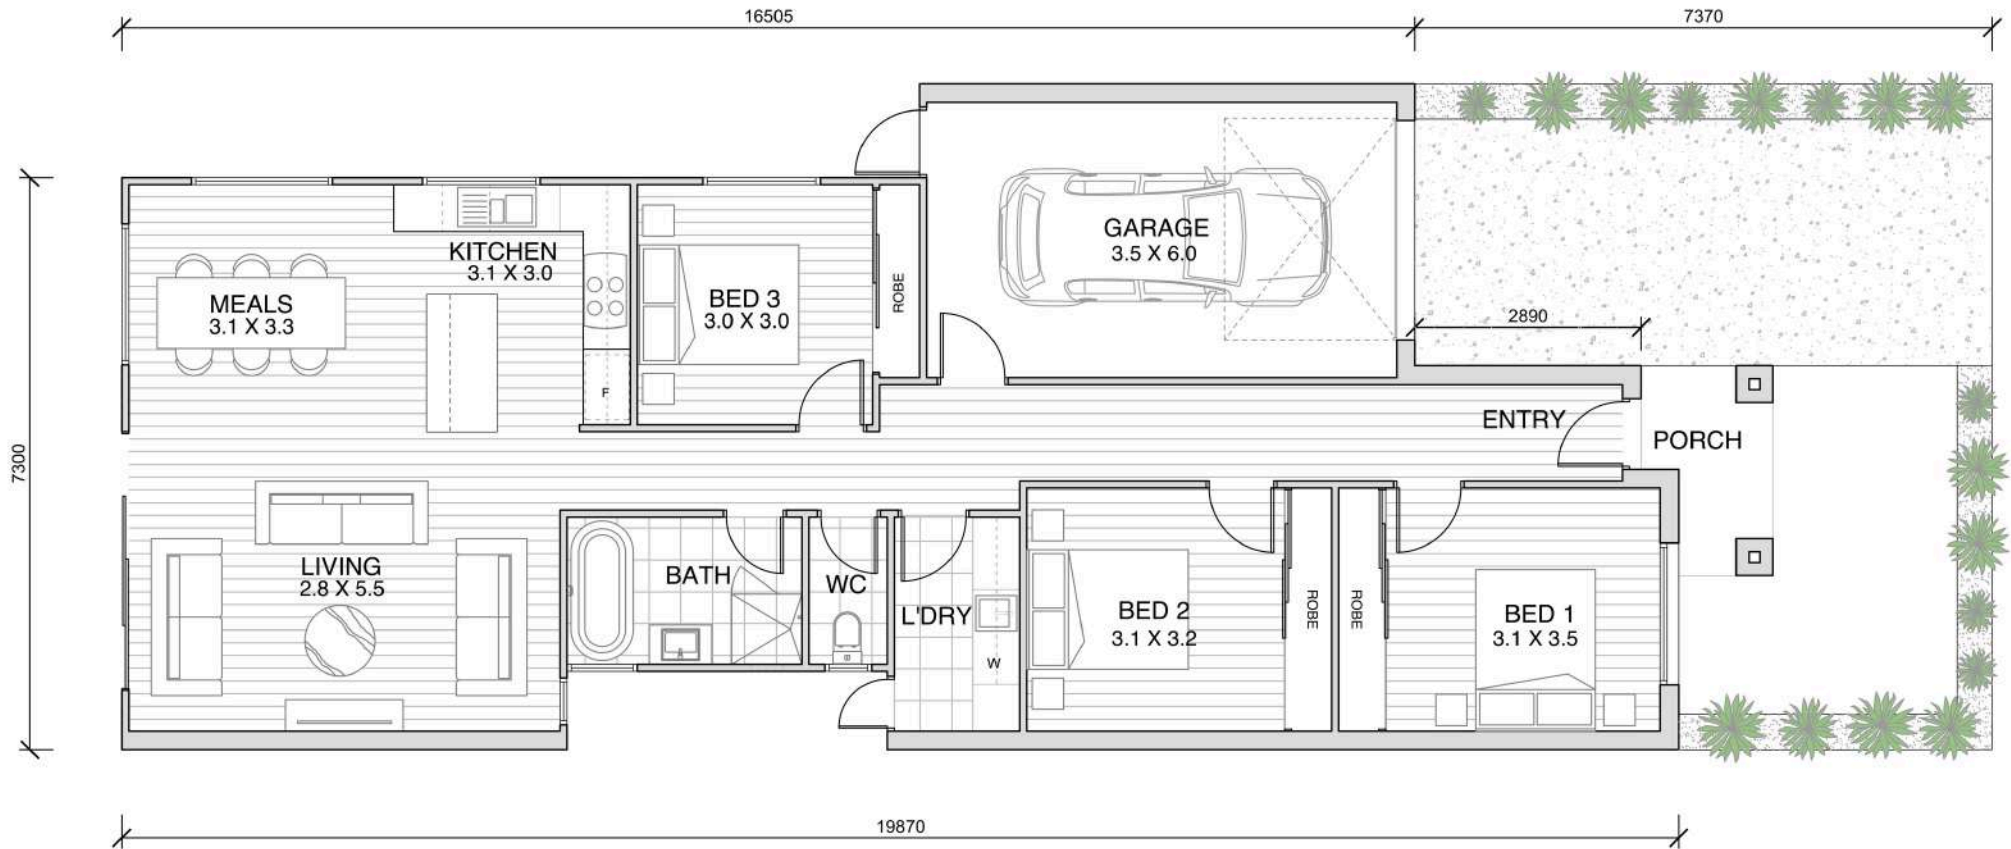 16505
7370
GARAGE
3.5 X 6.0
KITCHEN
3.1 X 3.0
MEALS
3.1 X 3.3
BED 3
3.0 X 3.0
ROBE
2890
F
ENTRY
PORCH
7300
LIVING
2.8 X 5.5
BATH
WC
L'DRY
W
BED 2
3.1 X 3.2
ROBE
ROBE
BED 1
3.1 X 3.5
19870